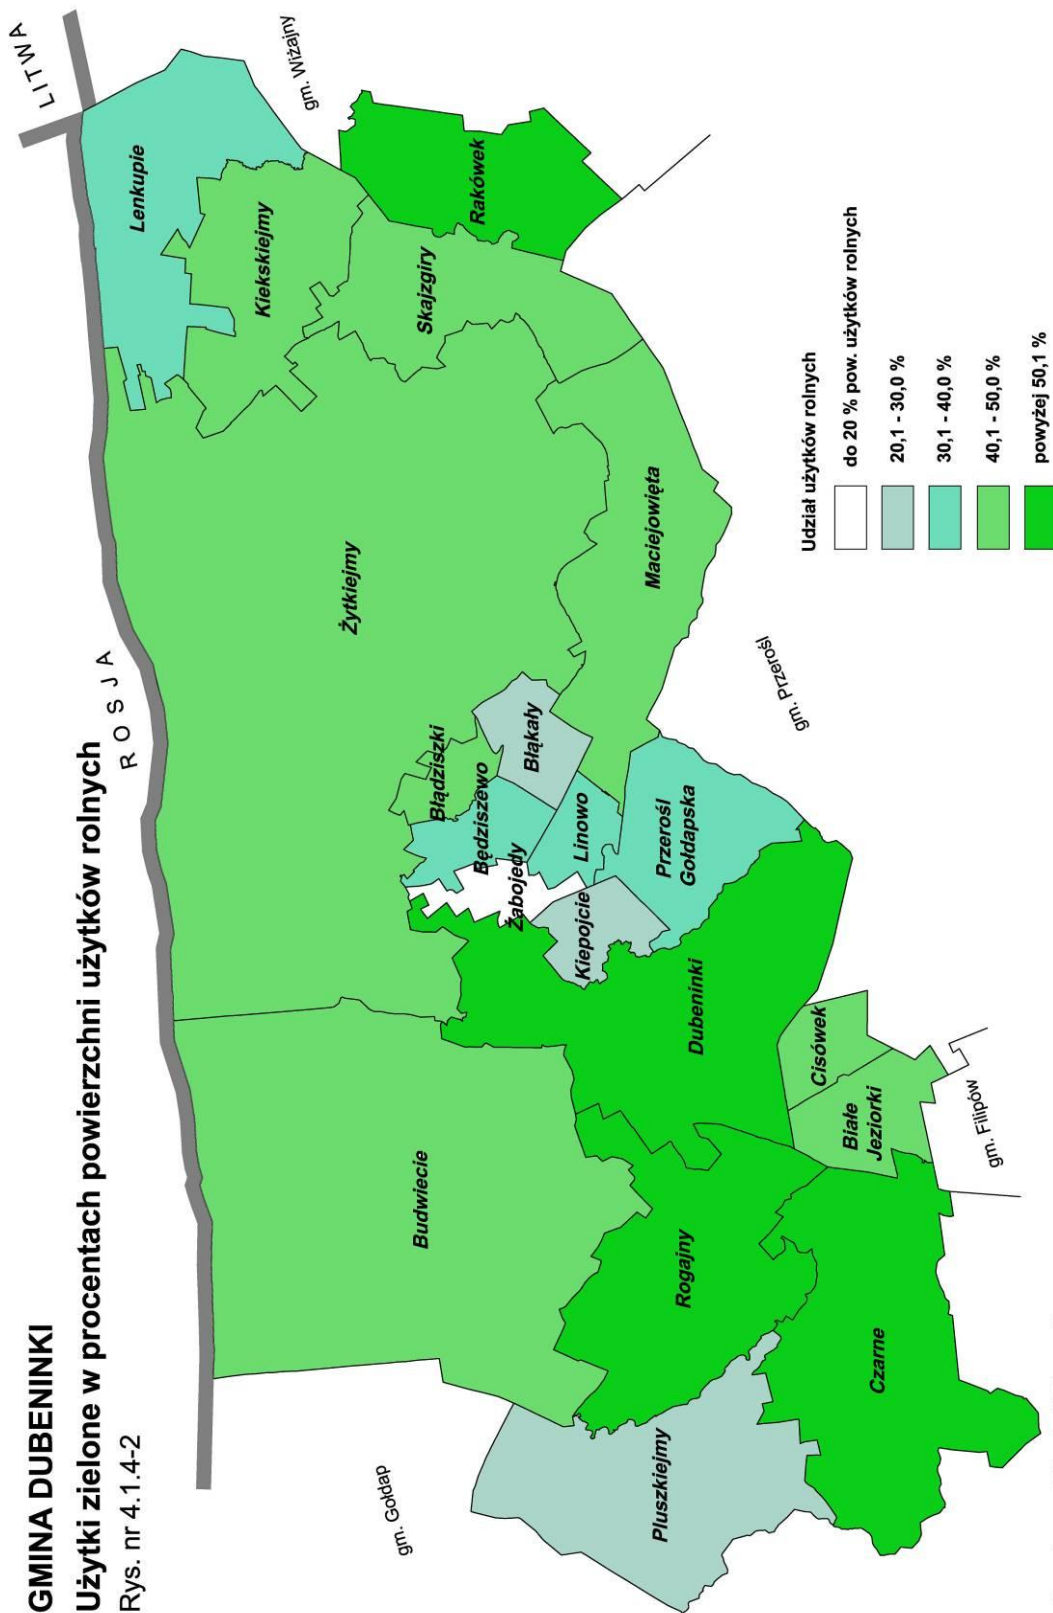 GMINA DUBENINKI
Użytki zielone w procentach powierzchni użytków rolnych
Rys. nr 4.1.4-2
LITWA
ROSJA
gm. Wiżajny
gm. Gołdap
gm. Przerośl
gm. Filipów
Lenkupie
Kiekskiejmy
Rakówek
Skajzgiry
Żytkiejmy
Maciejowięta
Błądziszki
Błąkały
Będziszewo
Linowo
Żabojedy
Kiepojcie
Przerośl
Gołdapska
Budwiecie
Dubeninki
Cisówek
Białe
Jeziorki
Rogajny
Pluszkiejmy
Czarne
Udział użytków rolnych
do 20 % pow. użytków rolnych
20,1 - 30,0 %
30,1 - 40,0 %
40,1 - 50,0 %
powyżej 50,1 %